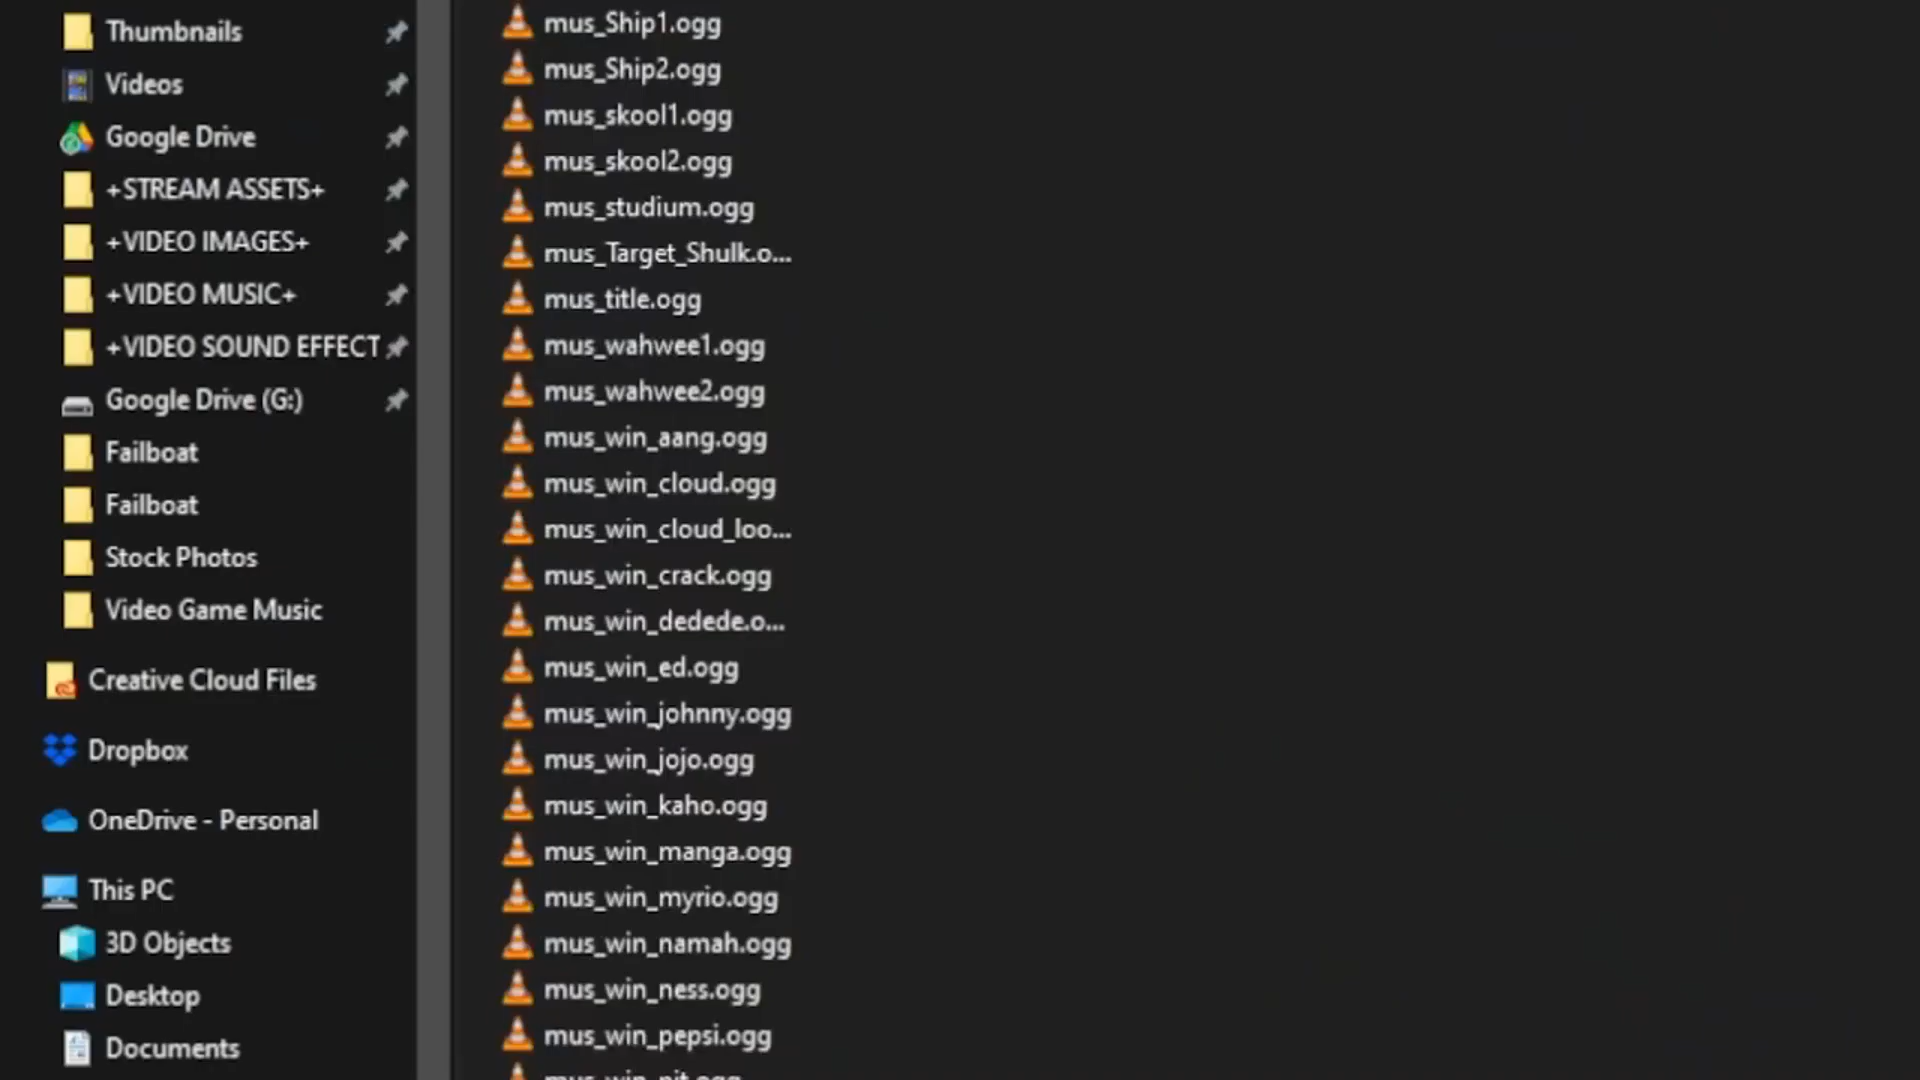 Thumbnails
Videos
Google Drive
+STREAM ASSETS+
+VIDEO IMAGES+
+VIDEO MUSIC+
+VIDEO SOUND EFFECT
Google Drive (G:)
Failboat
Failboat
Stock Photos
Video Game Music
Creative Cloud Files
Dropbox
OneDrive - Personal
This PC
3D Objects
Desktop
Documents
mus_Ship1.ogg
mus_Ship2.ogg
mus_skool1.ogg
mus_skool2.ogg
mus_studium.ogg
mus_Target_Shulk.o...
mus_title.ogg
mus_wahwee1.ogg
mus_wahwee2.ogg
mus_win_aang.ogg
mus_win_cloud.ogg
mus_win_cloud_loo...
mus_win_crack.ogg
mus_win_dedede.o...
mus_win_ed.ogg
mus_win_johnny.ogg
mus_win_jojo.ogg
mus_win_kaho.ogg
mus_win_manga.ogg
mus_win_myrio.ogg
mus_win_namah.ogg
mus_win_ness.ogg
mus_win_pepsi.ogg